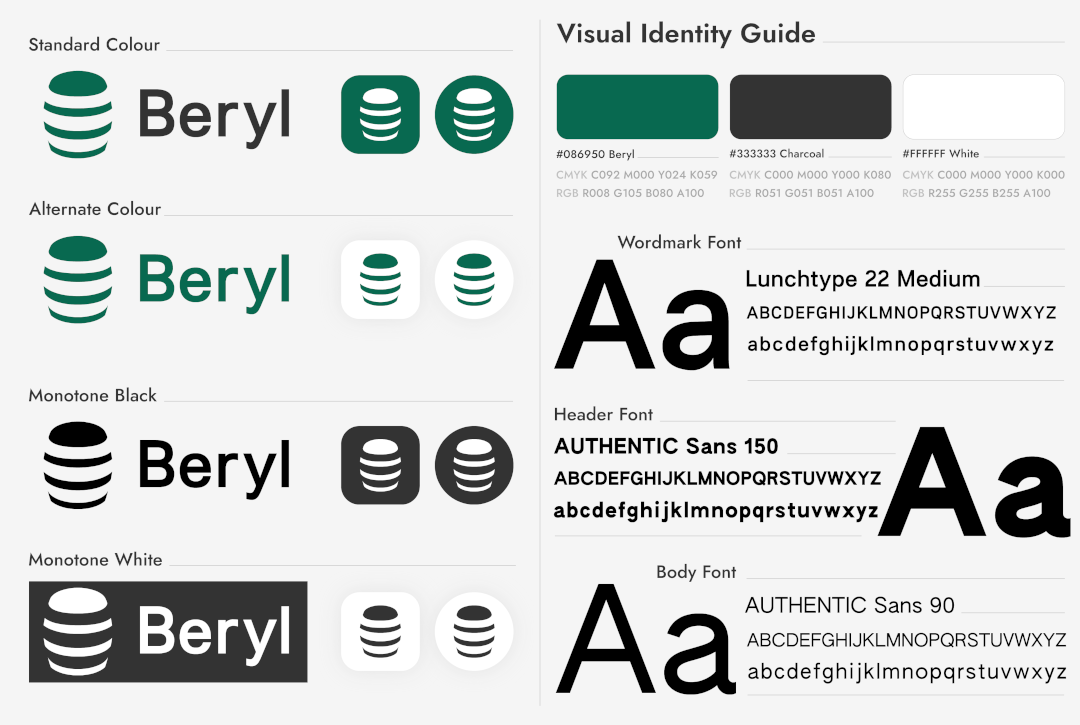 Standard Colour
Beryl
Alternate Colour
Beryl
Monotone Black
Beryl
Monotone White
Beryl
Visual Identity Guide
#086950 Beryl
CMYK C092 M000 Y024 K059
RGB R008 G105 B080 A100
#333333 Charcoal
CMYK C000 M000 Y000 K080
RGB R051 G051 B051 A100
#FFFFFF White
CMYK C000 M000 Y000 K000
RGB R255 G255 B255 A100
Wordmark Font
Aa
Lunchtype 22 Medium
ABCDEFGHIJKLMNOPQRSTUVWXYZ
abcdefghijklmnopqrstuvwxyz
Header Font
AUTHENTIC Sans 150
ABCDEFGHIJKLMNOPQRSTUVWXYZ
abcdefghijklmnopqrstuvwxyz
Aa
Body Font
Aa
AUTHENTIC Sans 90
ABCDEFGHIJKLMNOPQRSTUVWXYZ
abcdefghijklmnopqrstuvwxyz